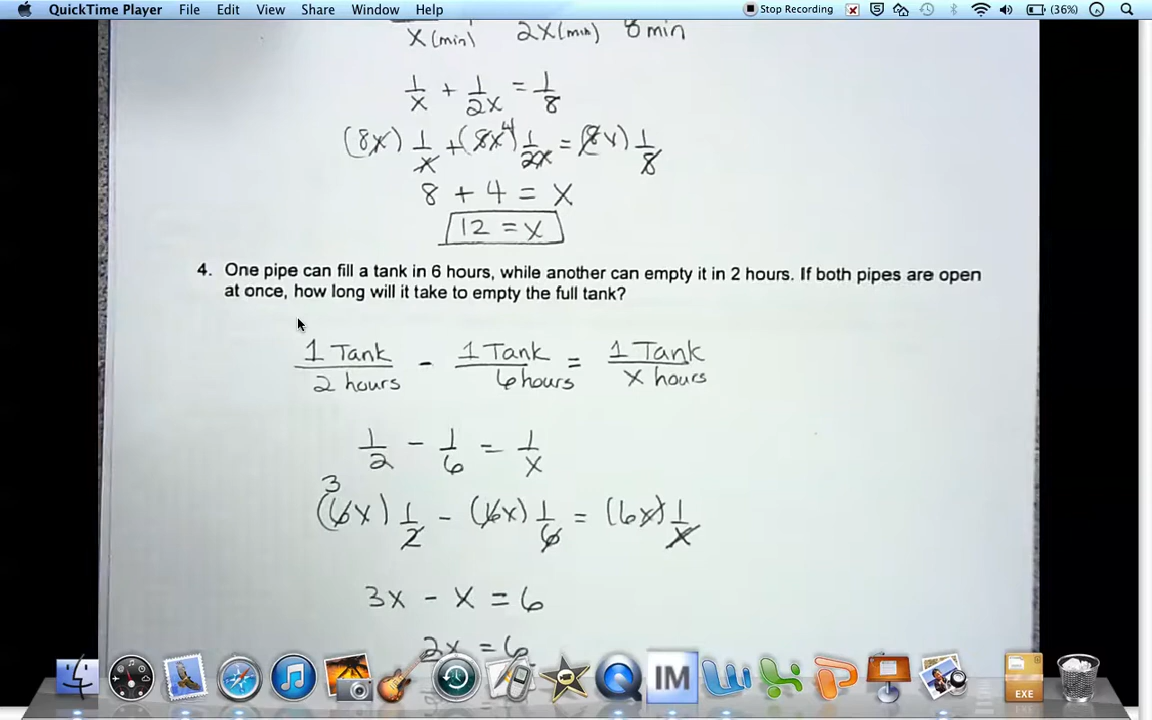 QuickTime Player File Edit View Share Window Help Stop Recording (36%)
x (min) 2x (min) 8 min
1/x + 1/2x = 1/8
(8x) 1/x + (8x) 4 1/2x = (8x) 1/8
8 + 4 = x
12 = x
4. One pipe can fill a tank in 6 hours, while another can empty it in 2 hours. If both pipes are open
at once, how long will it take to empty the full tank?
1 Tank/2 hours - 1 Tank/6 hours = 1 Tank/x hours
1/2 - 1/6 = 1/x
3
(6x) 1/2 - (6x) 1/6 = (6x) 1/x
3x - x = 6
2x = 6
IM
EXE